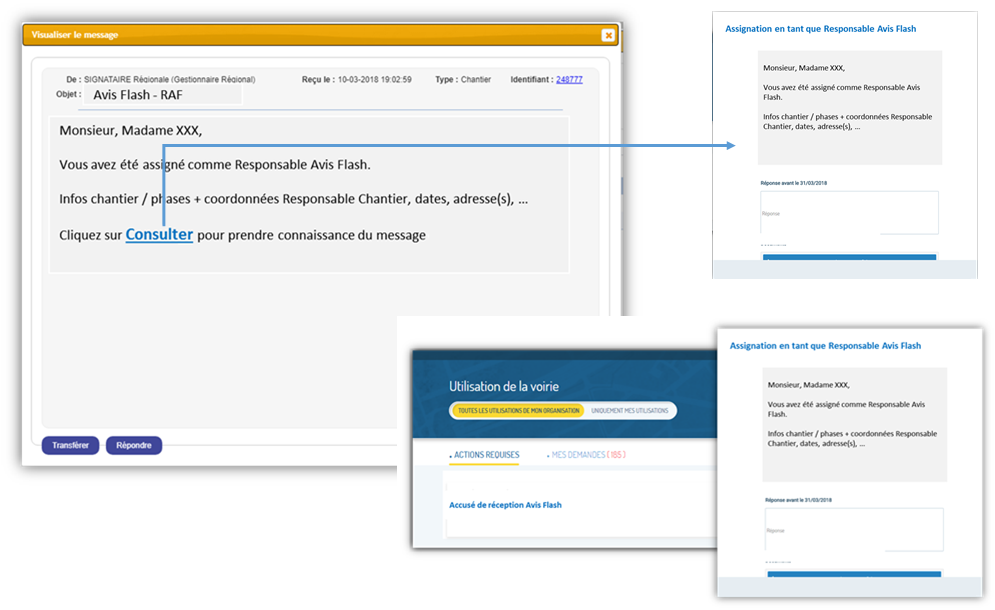 Visualiser le message
De : SIGNATAIRE Régionale (Gestionnaire Régional) Reçu le : 10-03-2018 19:02:59 Type : Chantier Identifiant : 248777
Objet : Avis Flash - RAF
Monsieur, Madame XXX,
Vous avez été assigné comme Responsable Avis Flash.
Infos chantier / phases + coordonnées Responsable Chantier, dates, adresse(s), ...
Cliquez sur Consulter pour prendre connaissance du message
Transférer Répondre
Assignation en tant que Responsable Avis Flash
Monsieur, Madame XXX,
Vous avez été assigné comme Responsable Avis
Flash.
Infos chantier / phases + coordonnées Responsable
Chantier, dates, adresse(s), ...
Réponse avant le 31/03/2018
Réponse
Utilisation de la voirie
TOUTES LES UTILISATIONS DE MON ORGANISATION UNIQUEMENT MES UTILISATIONS
ACTIONS REQUISES MES DEMANDES (185)
Accusé de réception Avis Flash
Assignation en tant que Responsable Avis Flash
Monsieur, Madame XXX,
Vous avez été assigné comme Responsable Avis
Flash.
Infos chantier / phases + coordonnées Responsable
Chantier, dates, adresse(s), ...
Réponse avant le 31/03/2018
Réponse